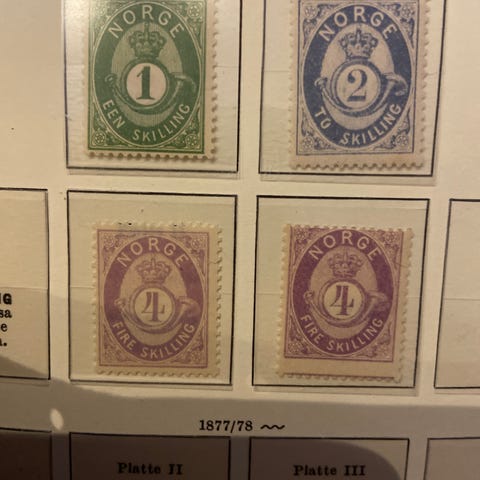 NORGE
1
EEN SKILLING
NORGE
2
TO SKILLING
NORGE
4
FIRE SKILLING
NORGE
4
FIRE SKILLING
1877/78
Platte II
Platte III